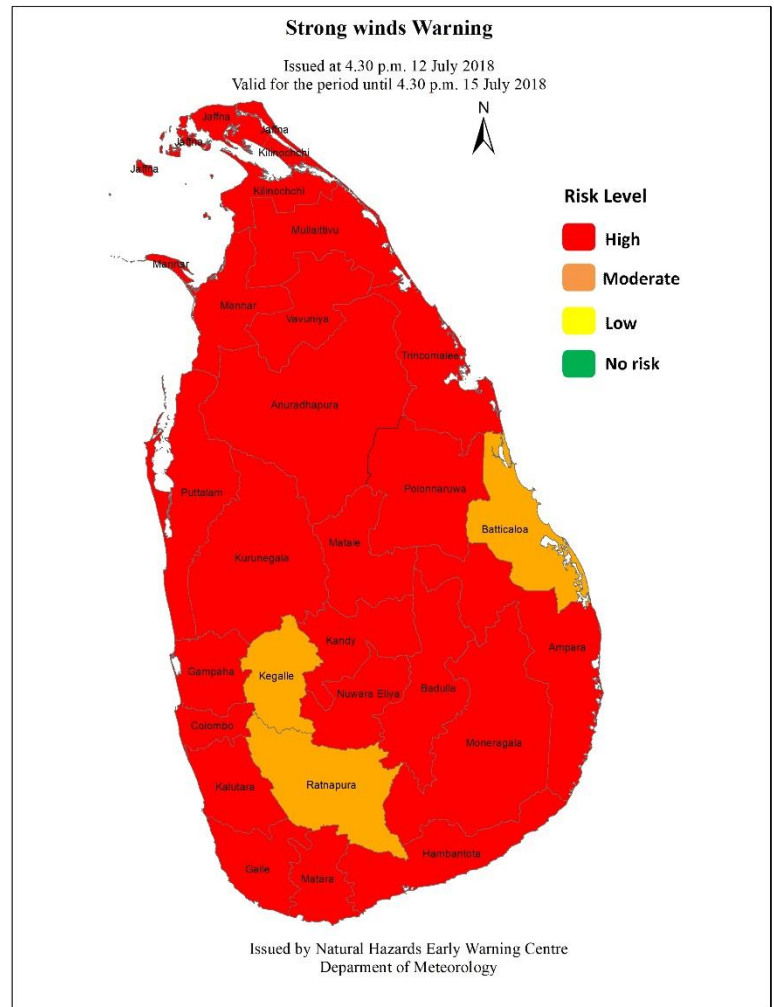 Strong winds Warning
Issued at 4.30 p.m. 12 July 2018
Valid for the period until 4.30 p.m. 15 July 2018
N
Jaffna
Jaffna
Jaffna
Kilinochchi
Jaffna
Kilinochchi
Mullaittivu
Mannar
Mannar
Vavuniya
Trincomalee
Anuradhapura
Risk Level
High
Moderate
Low
No risk
Puttalam
Polonnaruwa
Batticaloa
Kurunegala
Matale
Kandy
Ampara
Gampaha
Kegalle
Nuwara Eliya
Badulla
Colombo
Moneragala
Kalutara
Ratnapura
Galle
Matara
Hambantota
Issued by Natural Hazards Early Warning Centre
Deparment of Meteorology